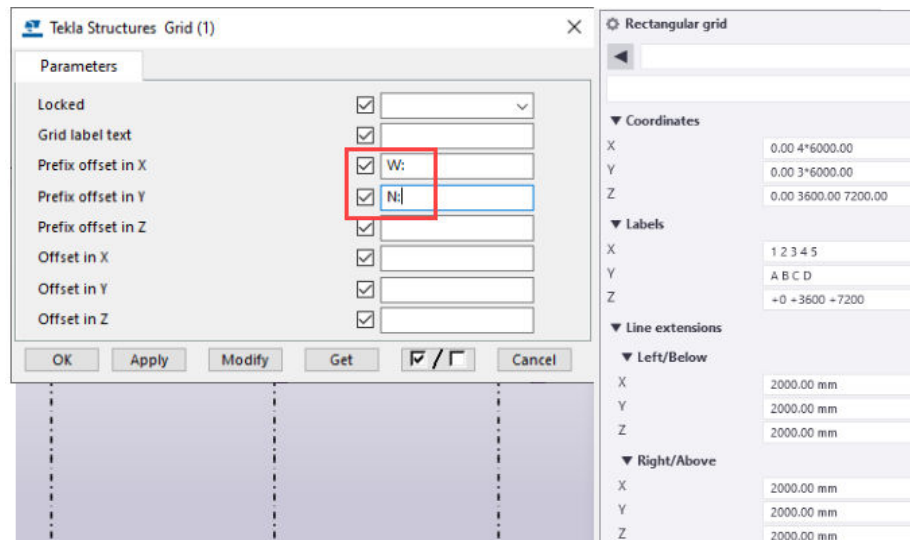 Tekla Structures Grid (1)
Parameters
Locked
Grid label text
Prefix offset in X W:
Prefix offset in Y N:
Prefix offset in Z
Offset in X
Offset in Y
Offset in Z
OK Apply Modify Get / Cancel
Rectangular grid
Coordinates
X 0.00 4*6000.00
Y 0.00 3*6000.00
Z 0.00 3600.00 7200.00
Labels
X 1 2 3 4 5
Y A B C D
Z +0 +3600 +7200
Line extensions
Left/Below
X 2000.00 mm
Y 2000.00 mm
Z 2000.00 mm
Right/Above
X 2000.00 mm
Y 2000.00 mm
Z 2000.00 mm